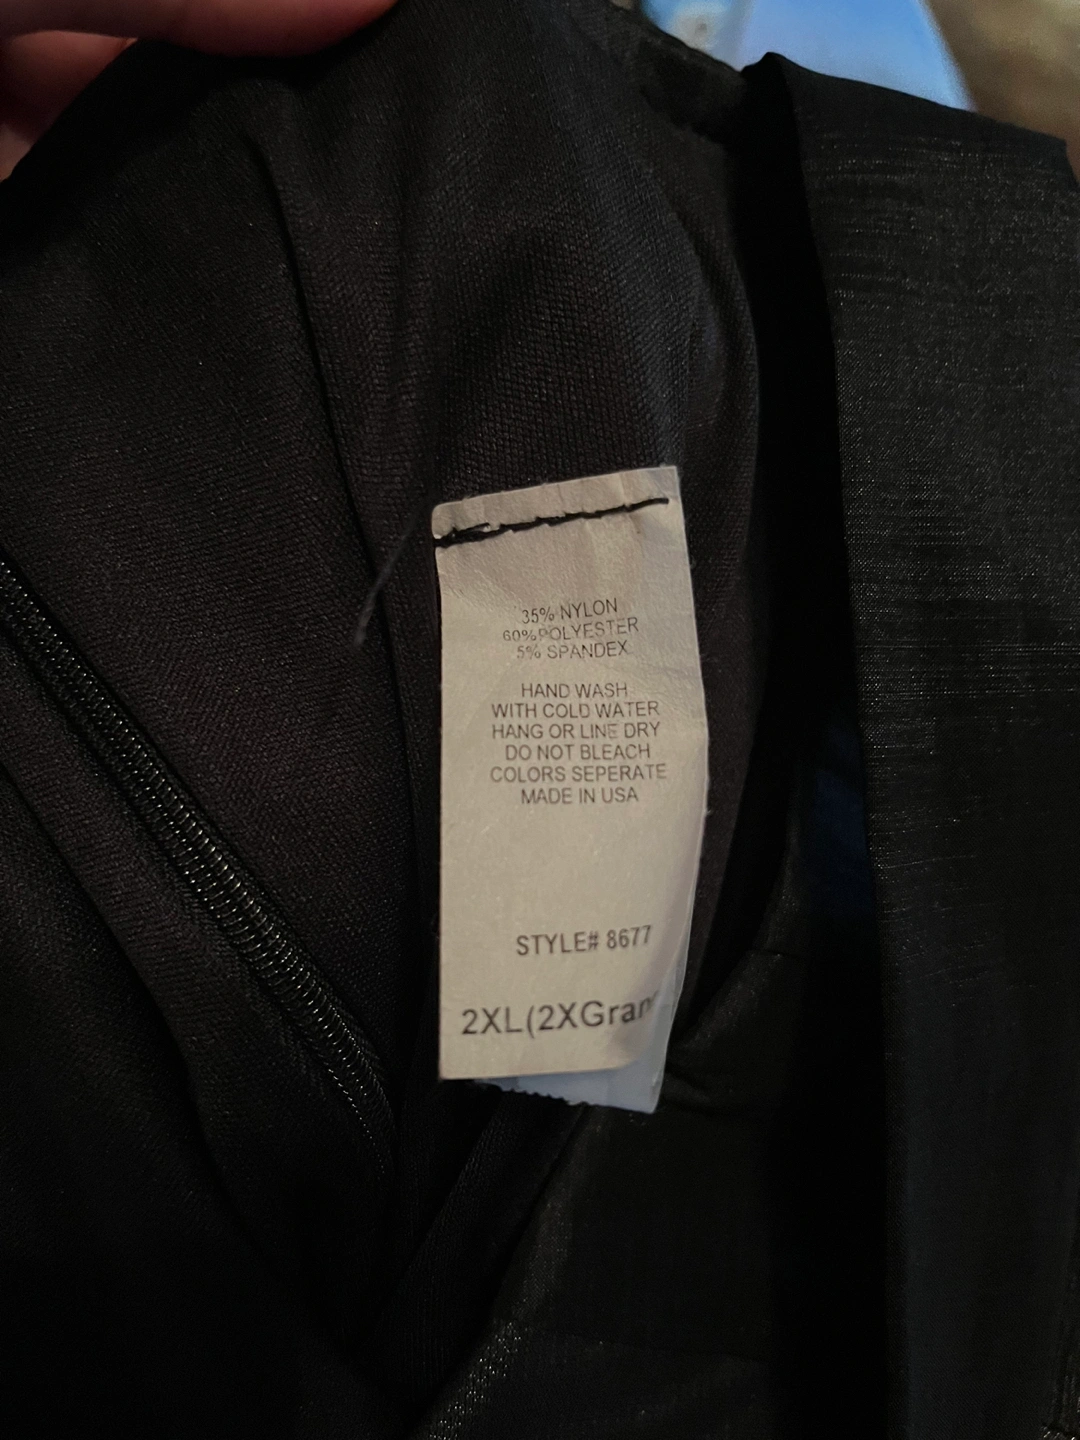 35% NYLON
60% POLYESTER
5% SPANDEX
HAND WASH
WITH COLD WATER
HANG OR LINE DRY
DO NOT BLEACH
COLORS SEPERATE
MADE IN USA
STYLE# 8677
2XL(2XGran